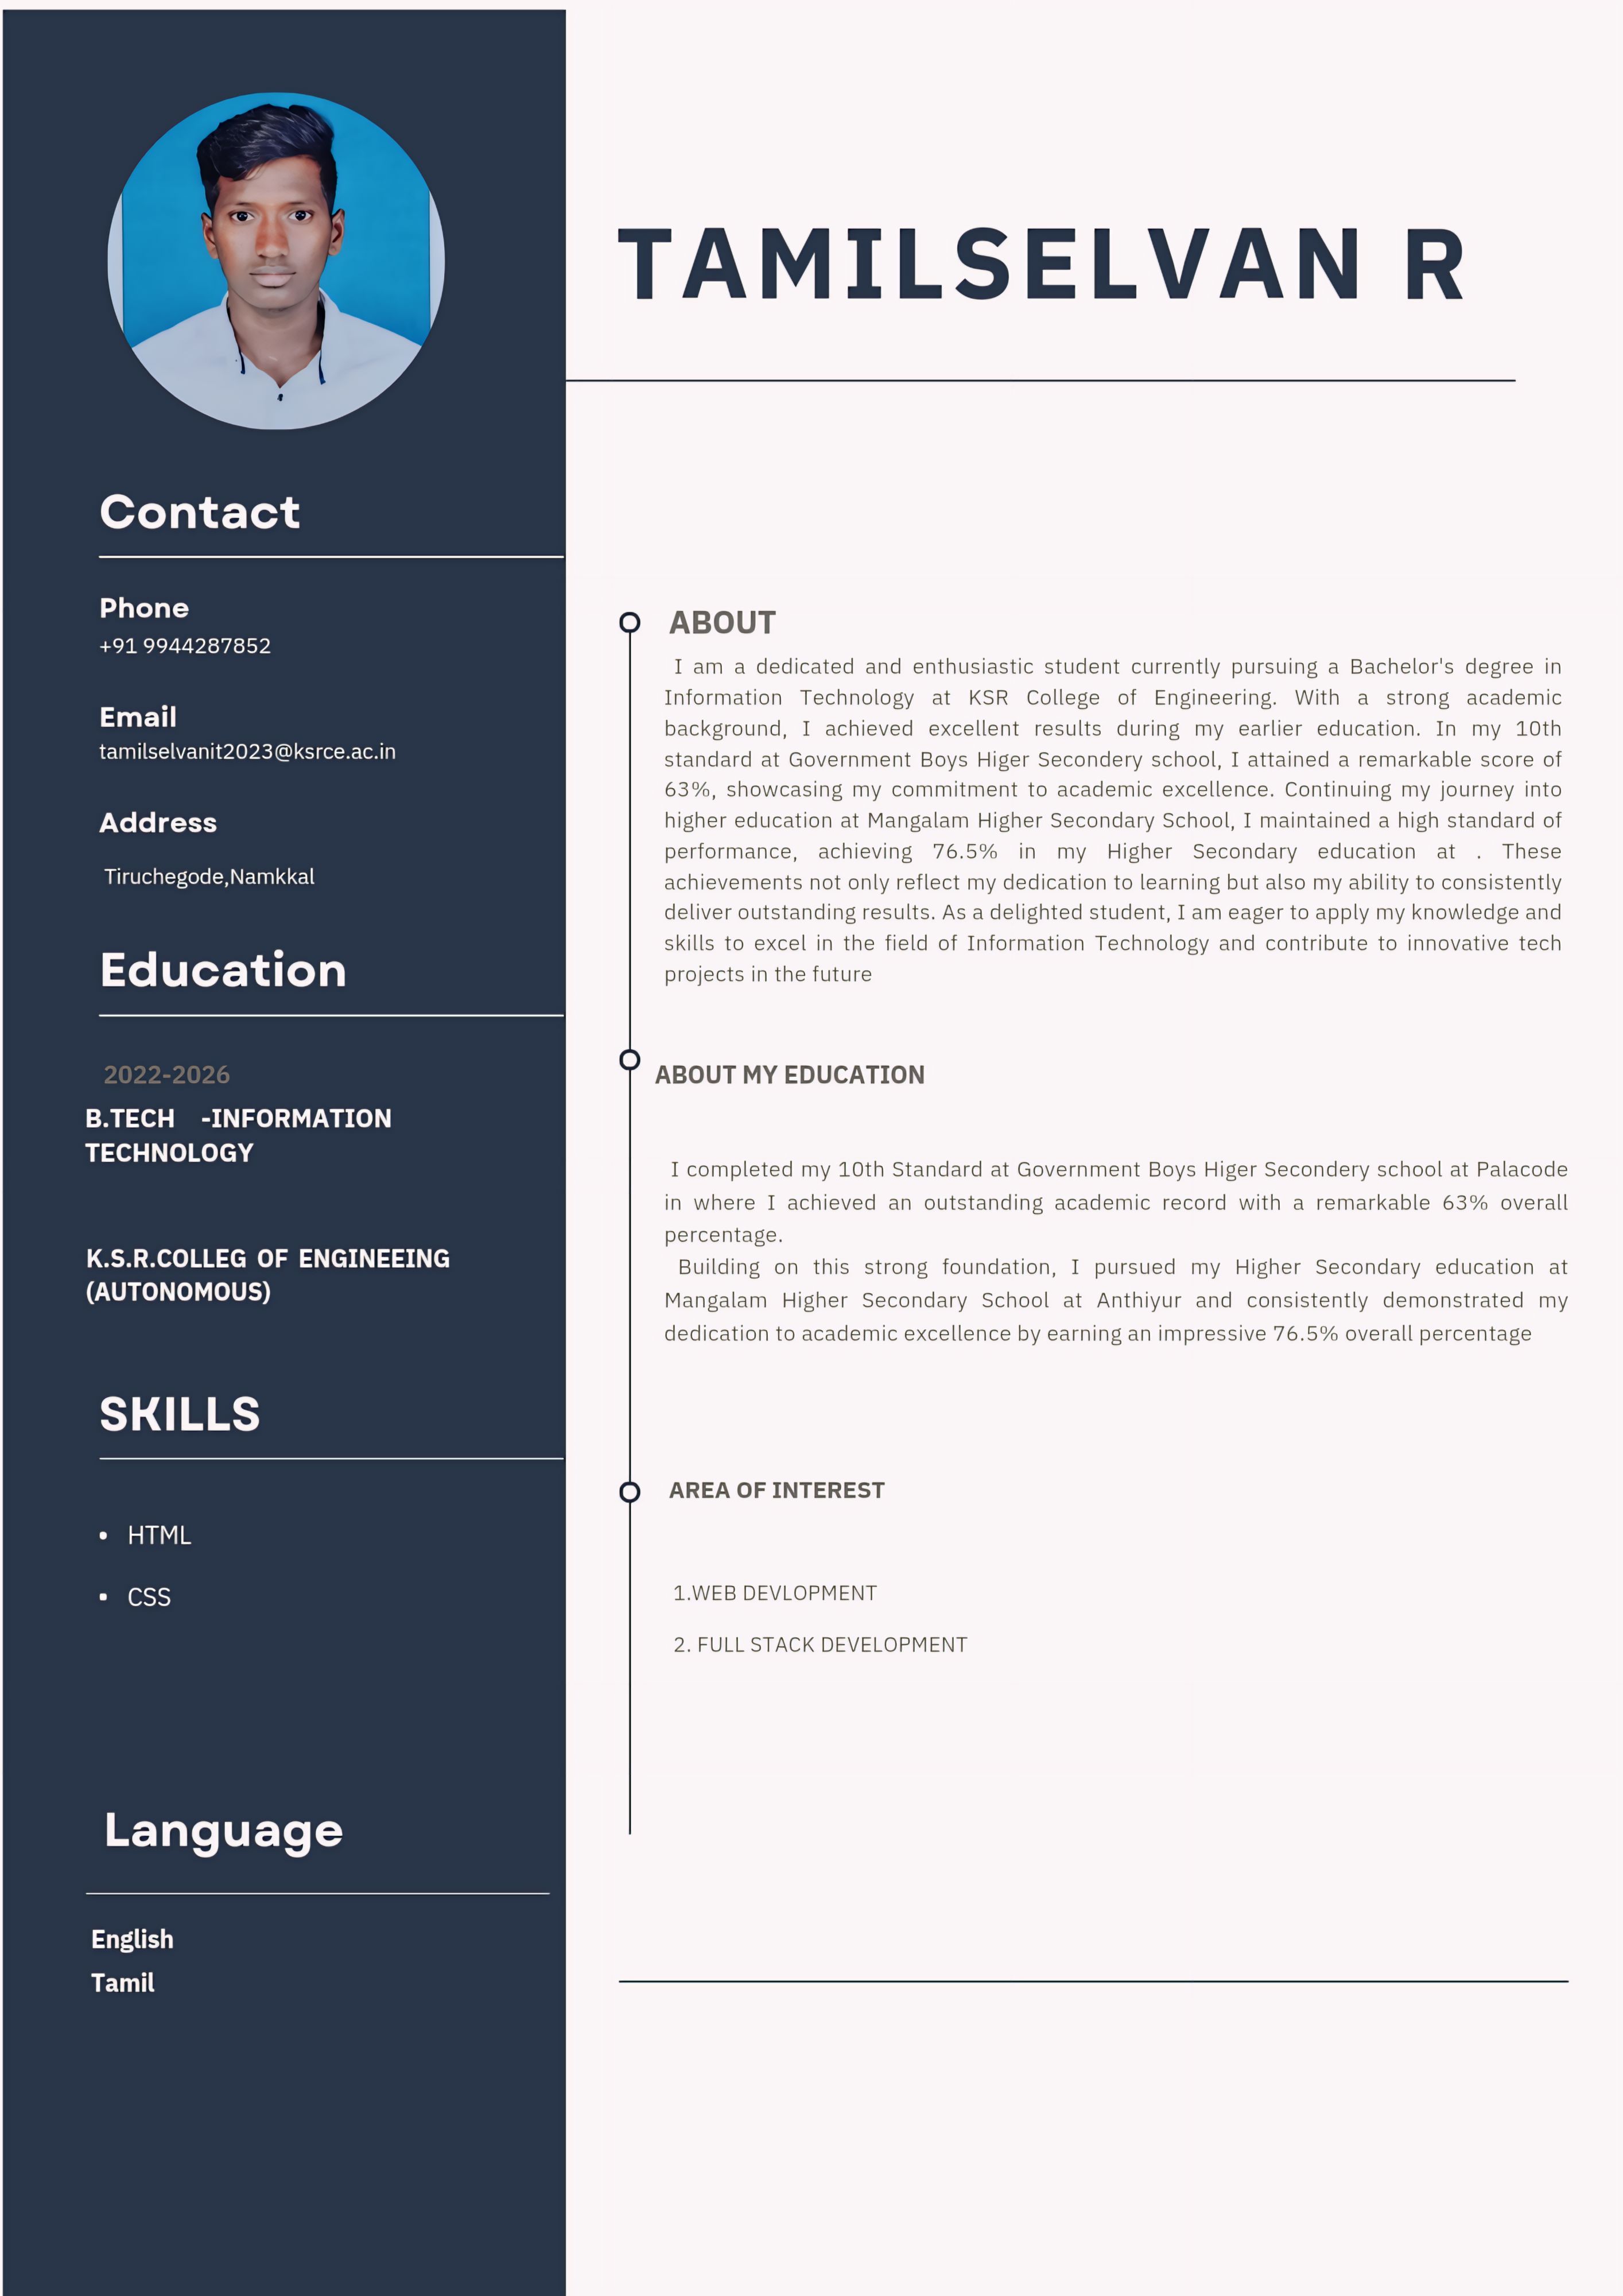 TAMILSELVAN R
Contact
Phone
+91 9944287852
Email
tamilselvanit2023@ksrce.ac.in
Address
Tiruchegode,Namkkal
Education
2022-2026
B.TECH -INFORMATION
TECHNOLOGY
K.S.R.COLLEG OF ENGINEEING
(AUTONOMOUS)
SKILLS
• HTML
• CSS
Language
English
Tamil
ABOUT
I am a dedicated and enthusiastic student currently pursuing a Bachelor's degree in
Information Technology at KSR College of Engineering. With a strong academic
background, I achieved excellent results during my earlier education. In my 10th
standard at Government Boys Higer Secondery school, I attained a remarkable score of
63%, showcasing my commitment to academic excellence. Continuing my journey into
higher education at Mangalam Higher Secondary School, I maintained a high standard of
performance, achieving 76.5% in my Higher Secondary education at . These
achievements not only reflect my dedication to learning but also my ability to consistently
deliver outstanding results. As a delighted student, I am eager to apply my knowledge and
skills to excel in the field of Information Technology and contribute to innovative tech
projects in the future
ABOUT MY EDUCATION
I completed my 10th Standard at Government Boys Higer Secondery school at Palacode
in where I achieved an outstanding academic record with a remarkable 63% overall
percentage.
Building on this strong foundation, I pursued my Higher Secondary education at
Mangalam Higher Secondary School at Anthiyur and consistently demonstrated my
dedication to academic excellence by earning an impressive 76.5% overall percentage
AREA OF INTEREST
1.WEB DEVLOPMENT
2. FULL STACK DEVELOPMENT